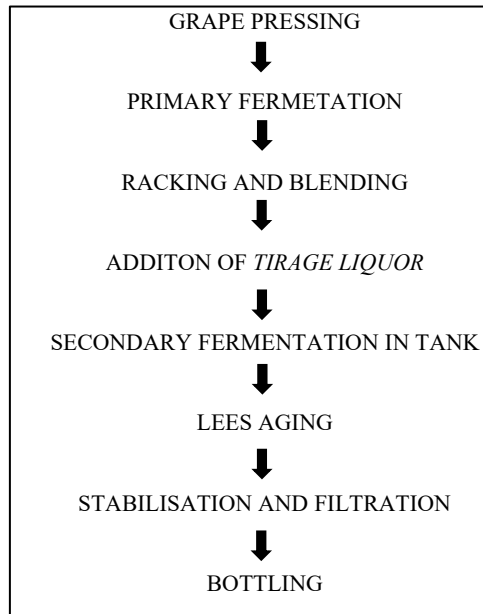 GRAPE PRESSING
PRIMARY FERMETATION
RACKING AND BLENDING
ADDITON OF TIRAGE LIQUOR
SECONDARY FERMENTATION IN TANK
LEES AGING
STABILISATION AND FILTRATION
BOTTLING